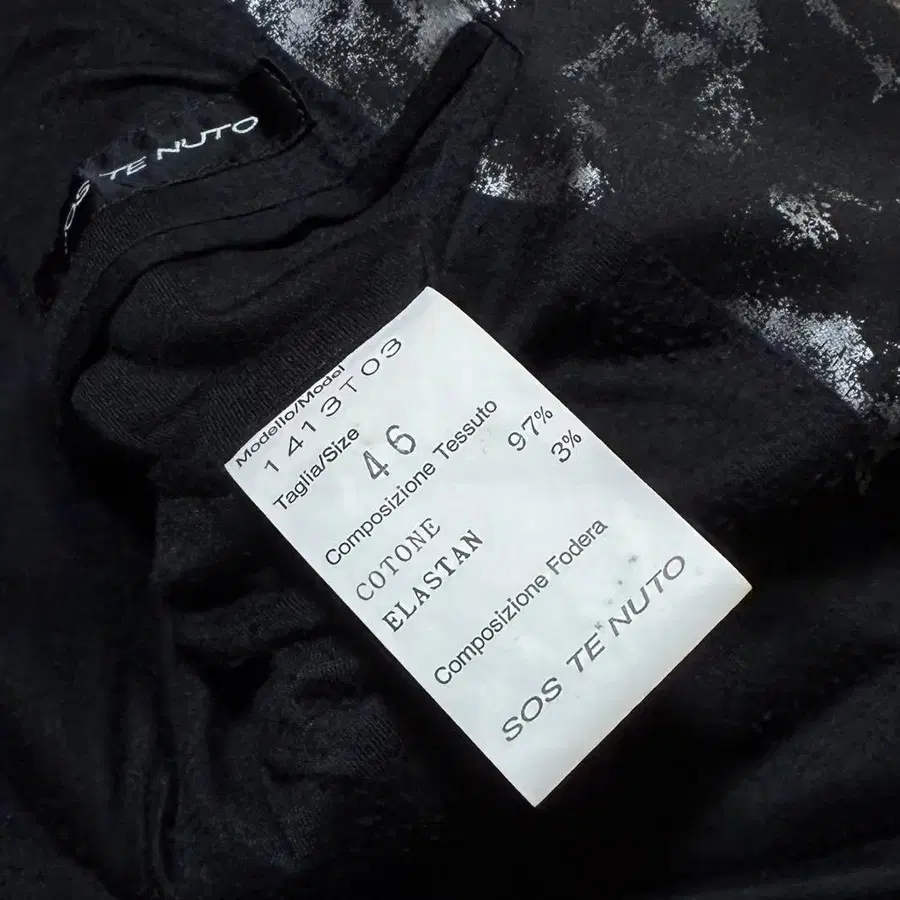 OS TE NUTO
Modello/Model
1413T03
Taglia/Size
46
Composizione Tessuto
COTONE 97%
ELASTAN 3%
Composizione Fodera
SOS TE NUTO